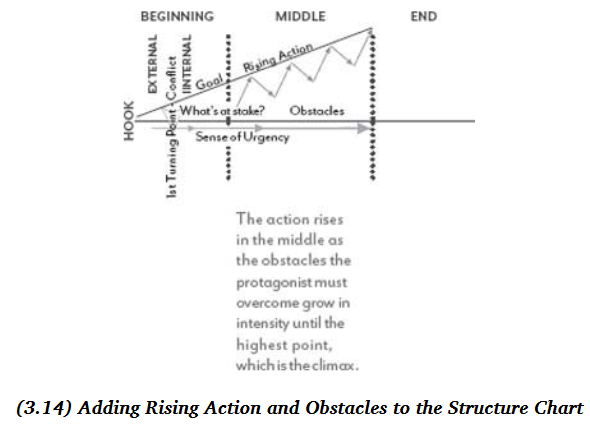 BEGINNING
MIDDLE
END
HOOK
EXTERNAL
1st Turning Point - Conflict
IINTERNAL
Goal
Rising Action
What's at stake?
Obstacles
Sense of Urgency
The action rises
in the middle as
the obstacles the
protagonist must
overcome grow in
intensity until the
highest point,
which is the climax.
(3.14) Adding Rising Action and Obstacles to the Structure Chart